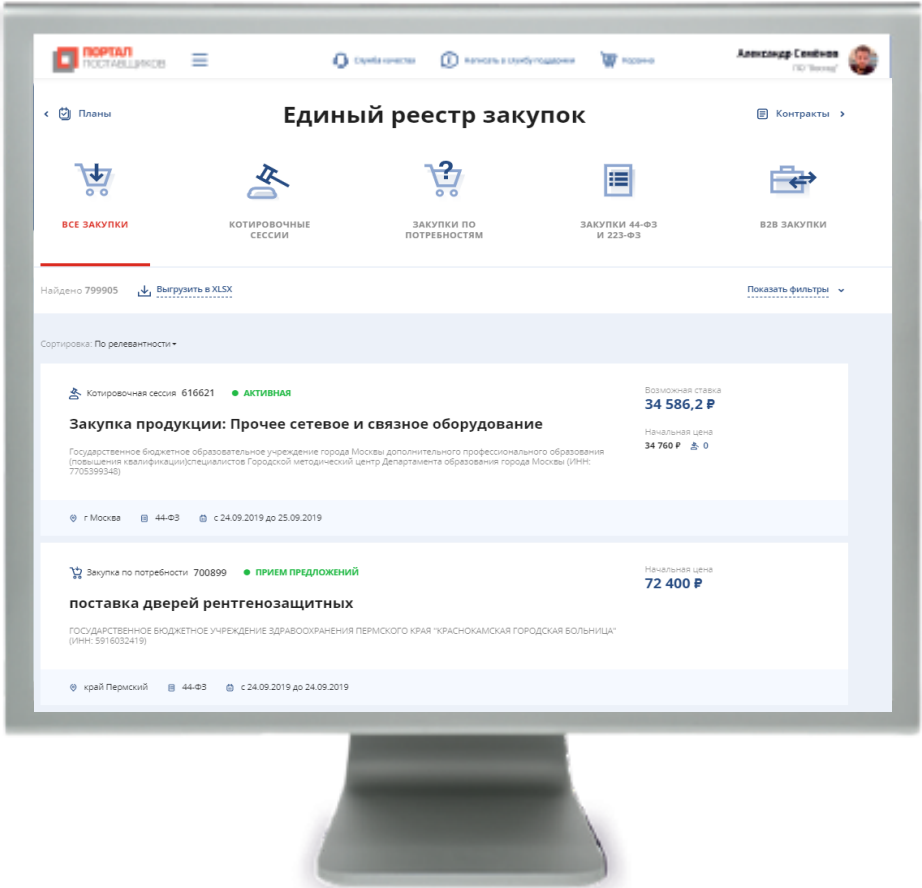 ПОРТАЛ
ПОСТАВЩИКОВ
Служба качества
Написать в службу поддержки
Корзина
Александр Семёнов
ПО "Восход"
Планы
Единый реестр закупок
Контракты
ВСЕ ЗАКУПКИ
КОТИРОВОЧНЫЕ
СЕССИИ
ЗАКУПКИ ПО
ПОТРЕБНОСТЯМ
ЗАКУПКИ 44-ФЗ
И 223-ФЗ
B2B ЗАКУПКИ
Найдено 799905
Выгрузить в XLSX
Показать фильтры
Сортировка: По релевантности
Котировочная сессия 616621
АКТИВНАЯ
Возможная ставка
34 586,2 ₽
Закупка продукции: Прочее сетевое и связное оборудование
Начальная цена
34 760 ₽ 0
Государственное бюджетное образовательное учреждение города Москвы дополнительного профессионального образования
(повышения квалификации)специалистов Городской методический центр Департамента образования города Москвы (ИНН:
7705399348)
г Москва 44-ФЗ с 24.09.2019 до 25.09.2019
Закупка по потребности 700899
ПРИЕМ ПРЕДЛОЖЕНИЙ
Начальная цена
72 400 ₽
поставка дверей рентгенозащитных
ГОСУДАРСТВЕННОЕ БЮДЖЕТНОЕ УЧРЕЖДЕНИЕ ЗДРАВООХРАНЕНИЯ ПЕРМСКОГО КРАЯ "КРАСНОКАМСКАЯ ГОРОДСКАЯ БОЛЬНИЦА"
(ИНН: 5916032419)
край Пермский 44-ФЗ с 24.09.2019 до 24.09.2019